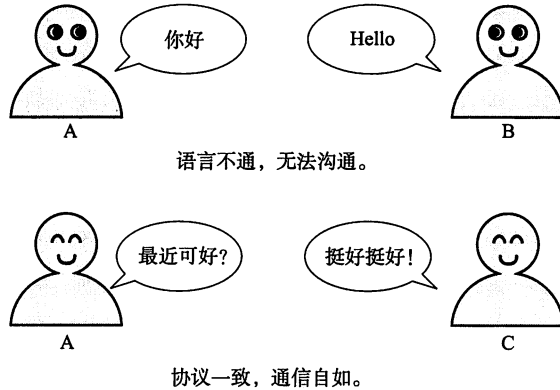 你好
Hello
A
B
语言不通，无法沟通。
最近可好?
挺好挺好!
A
C
协议一致，通信自如。